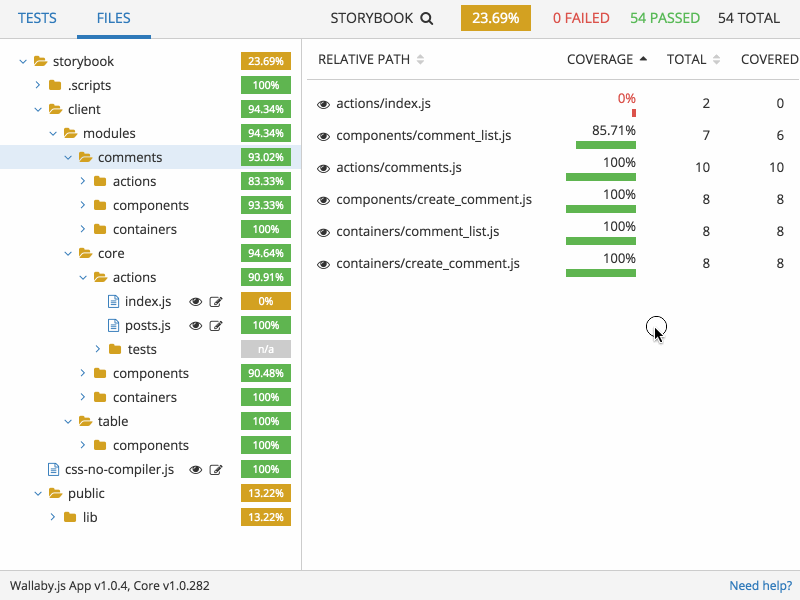 TESTS FILES STORYBOOK 23.69% 0 FAILED 54 PASSED 54 TOTAL
storybook 23.69%
.scripts 100%
client 94.34%
modules 94.34%
comments 93.02%
actions 83.33%
components 93.33%
containers 100%
core 94.64%
actions 90.91%
index.js 0%
posts.js 100%
tests n/a
components 90.48%
containers 100%
table 100%
components 100%
css-no-compiler.js 100%
public 13.22%
lib 13.22%
RELATIVE PATH COVERAGE TOTAL COVERED
actions/index.js 0% 2 0
components/comment_list.js 85.71% 7 6
actions/comments.js 100% 10 10
components/create_comment.js 100% 8 8
containers/comment_list.js 100% 8 8
containers/create_comment.js 100% 8 8
Wallaby.js App v1.0.4, Core v1.0.282 Need help?